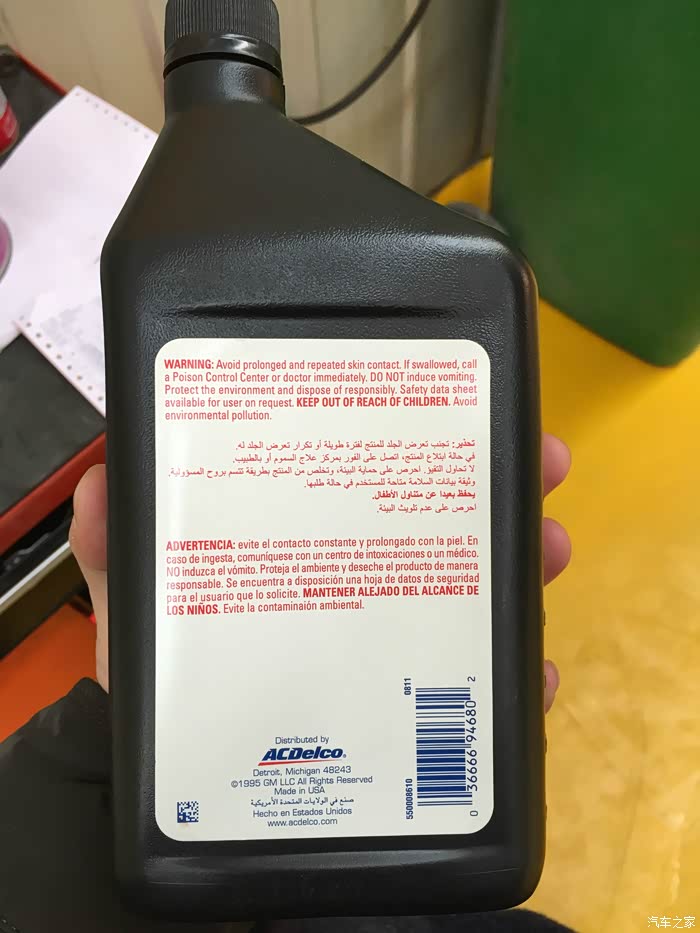 WARNING: Avoid prolonged and repeated skin contact. If swallowed, call
a Poison Control Center or doctor immediately. DO NOT induce vomiting.
Protect the environment and dispose of responsibly. Safety data sheet
available for user on request. KEEP OUT OF REACH OF CHILDREN. Avoid
environmental pollution.
تحذير: تجنب تعرض الجلد للمنتج لفترة طويلة أو تكرار تعرض الجلد له.
في حالة ابتلاع المنتج، اتصل على الفور بمركز علاج السموم أو بالطبيب.
لا تحاول التقيؤ. احرص على حماية البيئة، وتخلص من المنتج بطريقة تتسم بروح المسؤولية.
وثيقة بيانات السلامة متاحة للمستخدم في حالة طلبها.
يحفظ بعيدا عن متناول الأطفال.
احرص على عدم تلويث البيئة.
ADVERTENCIA: evite el contacto constante y prolongado con la piel. En
caso de ingesta, comuníquese con un centro de intoxicaciones o un médico.
NO induzca el vómito. Proteja el ambiente y deseche el producto de manera
responsable. Se encuentra a disposición una hoja de datos de seguridad
para el usuario que lo solicite. MANTENER ALEJADO DEL ALCANCE DE
LOS NIÑOS. Evite la contaminaión ambiental.
Distributed by
ACDelco®
Detroit, Michigan 48243
©1995 GM LLC All Rights Reserved
Made in USA
صنع في الولايات المتحدة الأمريكية
Hecho en Estados Unidos
www.acdelco.com
550008610
0811
0 36666 94680 2
汽车之家